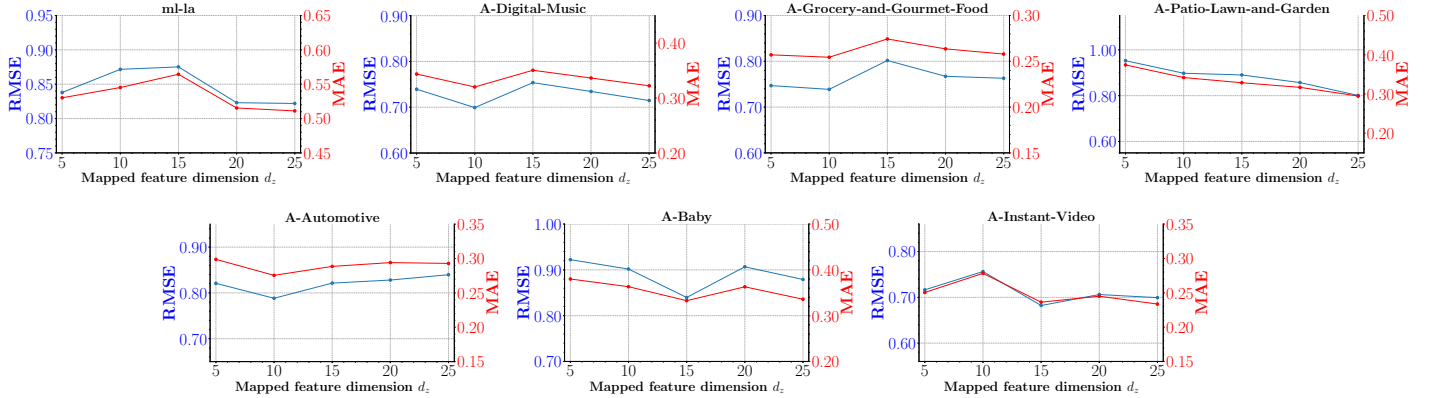 ml-la
0.95
0.90
0.85
0.80
0.75
RMSE
0.65
0.60
0.55
0.50
0.45
MAE
5 10 15 20 25
Mapped feature dimension d_z
A-Digital-Music
0.80
0.70
0.60
RMSE
0.40
0.30
0.20
MAE
5 10 15 20 25
Mapped feature dimension d_z
A-Grocery-and-Gourmet-Food
0.90
0.80
0.70
0.60
RMSE
0.30
0.25
0.20
0.15
MAE
5 10 15 20 25
Mapped feature dimension d_z
A-Patio-Lawn-and-Garden
1.00
0.80
0.60
RMSE
0.50
0.40
0.30
0.20
MAE
5 10 15 20 25
Mapped feature dimension d_z
A-Automotive
0.90
0.80
0.70
RMSE
0.35
0.30
0.25
0.20
0.15
MAE
5 10 15 20 25
Mapped feature dimension d_z
A-Baby
1.00
0.90
0.80
0.70
RMSE
0.50
0.40
0.30
0.20
MAE
5 10 15 20 25
Mapped feature dimension d_z
A-Instant-Video
0.80
0.70
0.60
RMSE
0.35
0.30
0.25
0.20
0.15
MAE
5 10 15 20 25
Mapped feature dimension d_z